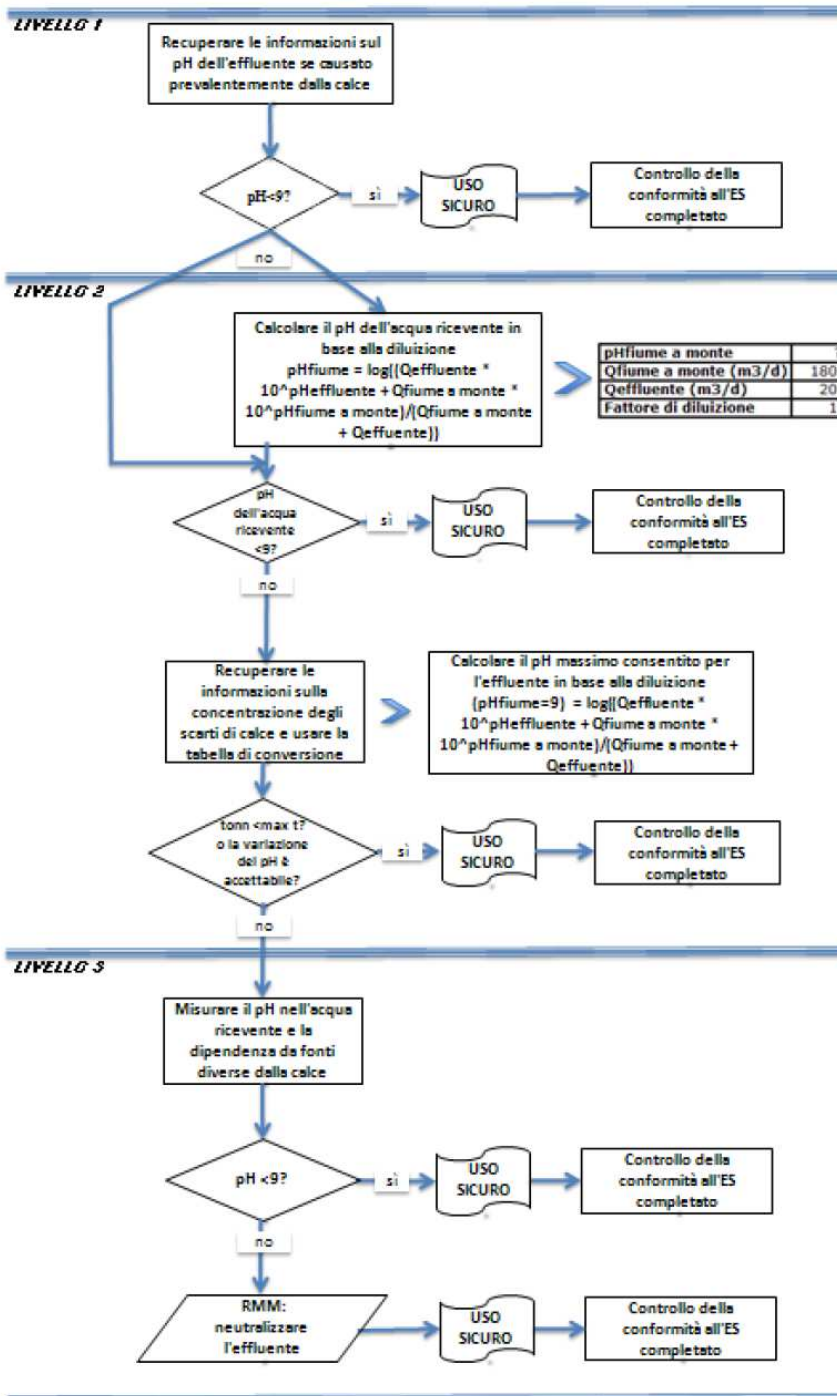 LIVELLO 1
Recuperare le informazioni sul
pH dell'effluente se causato
prevalentemente dalla calce
pH<9?
sì
USO
SICURO
Controllo della
conformità all'ES
completato
no
LIVELLO 2
Calcolare il pH dell'acqua ricevente in
base alla diluizione
pHfiume = log((Qeffluente *
10^pHeffluente + Qfiume a monte *
10^pHfiume a monte)/(Qfiume a monte
+ Qeffuente))
pHfiume a monte
Qfiume a monte (m3/d) 180
Qeffluente (m3/d) 20
Fattore di diluizione 1
pH
dell'acqua
ricevente
<9?
sì
USO
SICURO
Controllo della
conformità all'ES
completato
no
Recuperare le
informazioni sulla
concentrazione degli
scarti di calce e usare la
tabella di conversione
Calcolare il pH massimo consentito per
l'effluente in base alla diluizione
(pHfiume=9) = log((Qeffluente *
10^pHeffluente + Qfiume a monte *
10^pHfiume a monte)/(Qfiume a monte +
Qeffuente))
tonn <max t?
o la variazione
del pH è
accettabile?
sì
USO
SICURO
Controllo della
conformità all'ES
completato
no
LIVELLO 3
Misurare il pH nell'acqua
ricevente e la
dipendenza da fonti
diverse dalla calce
pH <9?
sì
USO
SICURO
Controllo della
conformità all'ES
completato
no
RMM:
neutralizzare
l'effluente
USO
SICURO
Controllo della
conformità all'ES
completato